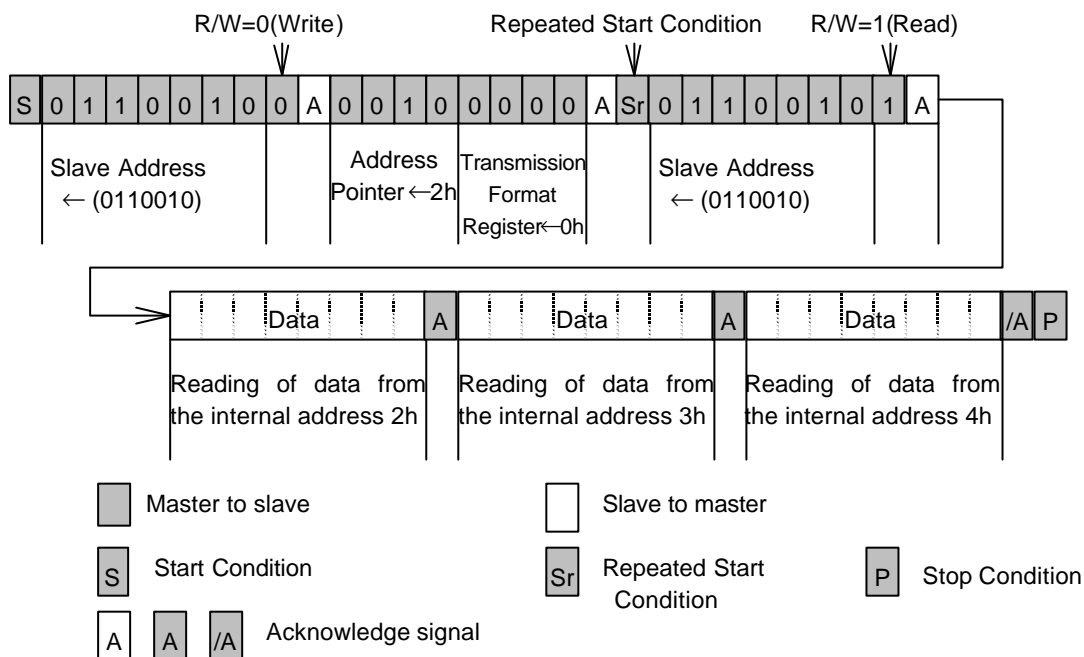 R/W=0(Write) Repeated Start Condition R/W=1(Read)
S 0 1 1 0 0 1 0 0 A 0 0 1 0 0 0 0 0 A Sr 0 1 1 0 0 1 0 1 A
Slave Address
← (0110010)
Address
Pointer←2h
Transmission
Format
Register←0h
Slave Address
← (0110010)
Data A Data A Data /A P
Reading of data from
the internal address 2h
Reading of data from
the internal address 3h
Reading of data from
the internal address 4h
Master to slave
Slave to master
S Start Condition
Sr Repeated Start
Condition
P Stop Condition
A A /A Acknowledge signal